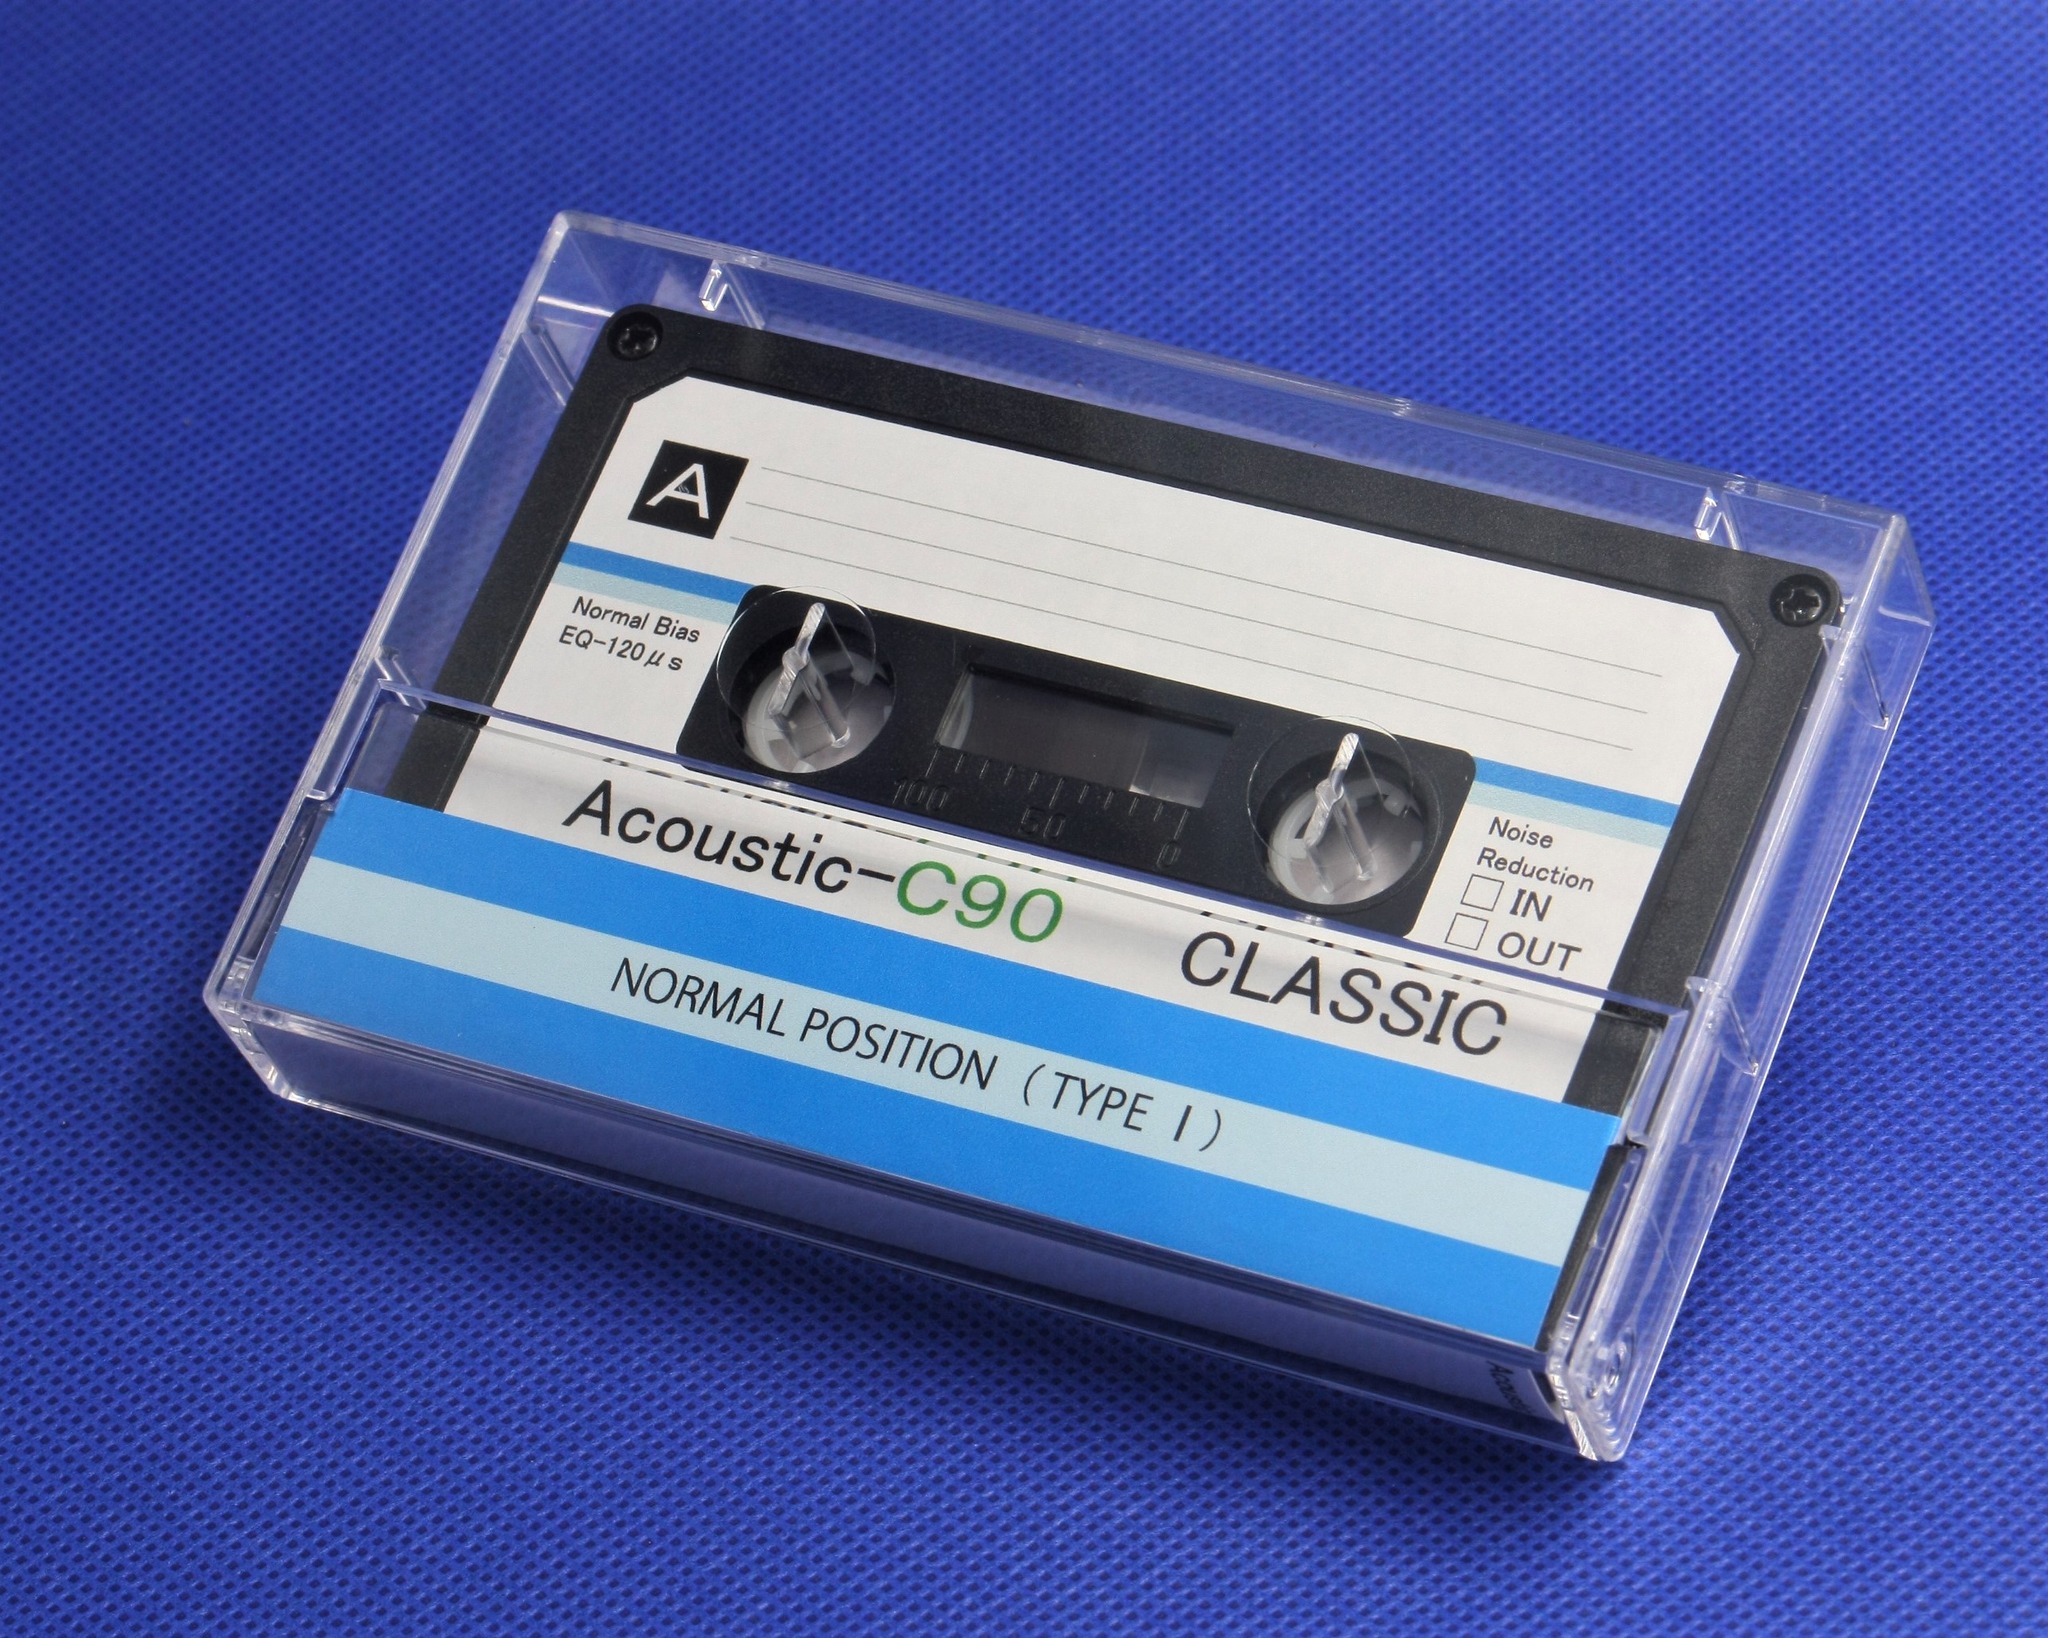 A
Normal Bias
EQ-120μs
100
50
0
Noise
Reduction
IN
OUT
Acoustic-C90
CLASSIC
NORMAL POSITION (TYPE I)